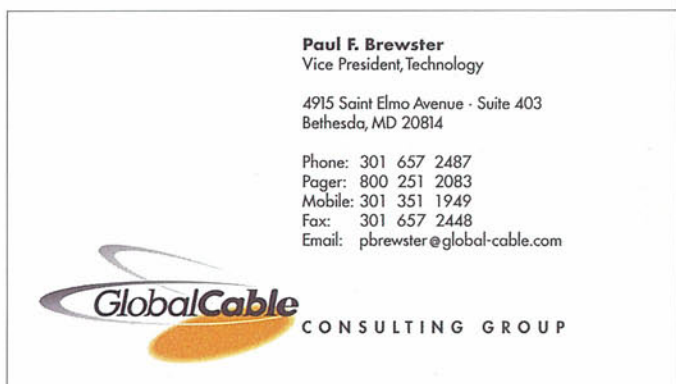 Paul F. Brewster
Vice President, Technology
4915 Saint Elmo Avenue · Suite 403
Bethesda, MD 20814
Phone: 301 657 2487
Pager: 800 251 2083
Mobile: 301 351 1949
Fax: 301 657 2448
Email: pbrewster@global-cable.com
GlobalCable
CONSULTING GROUP